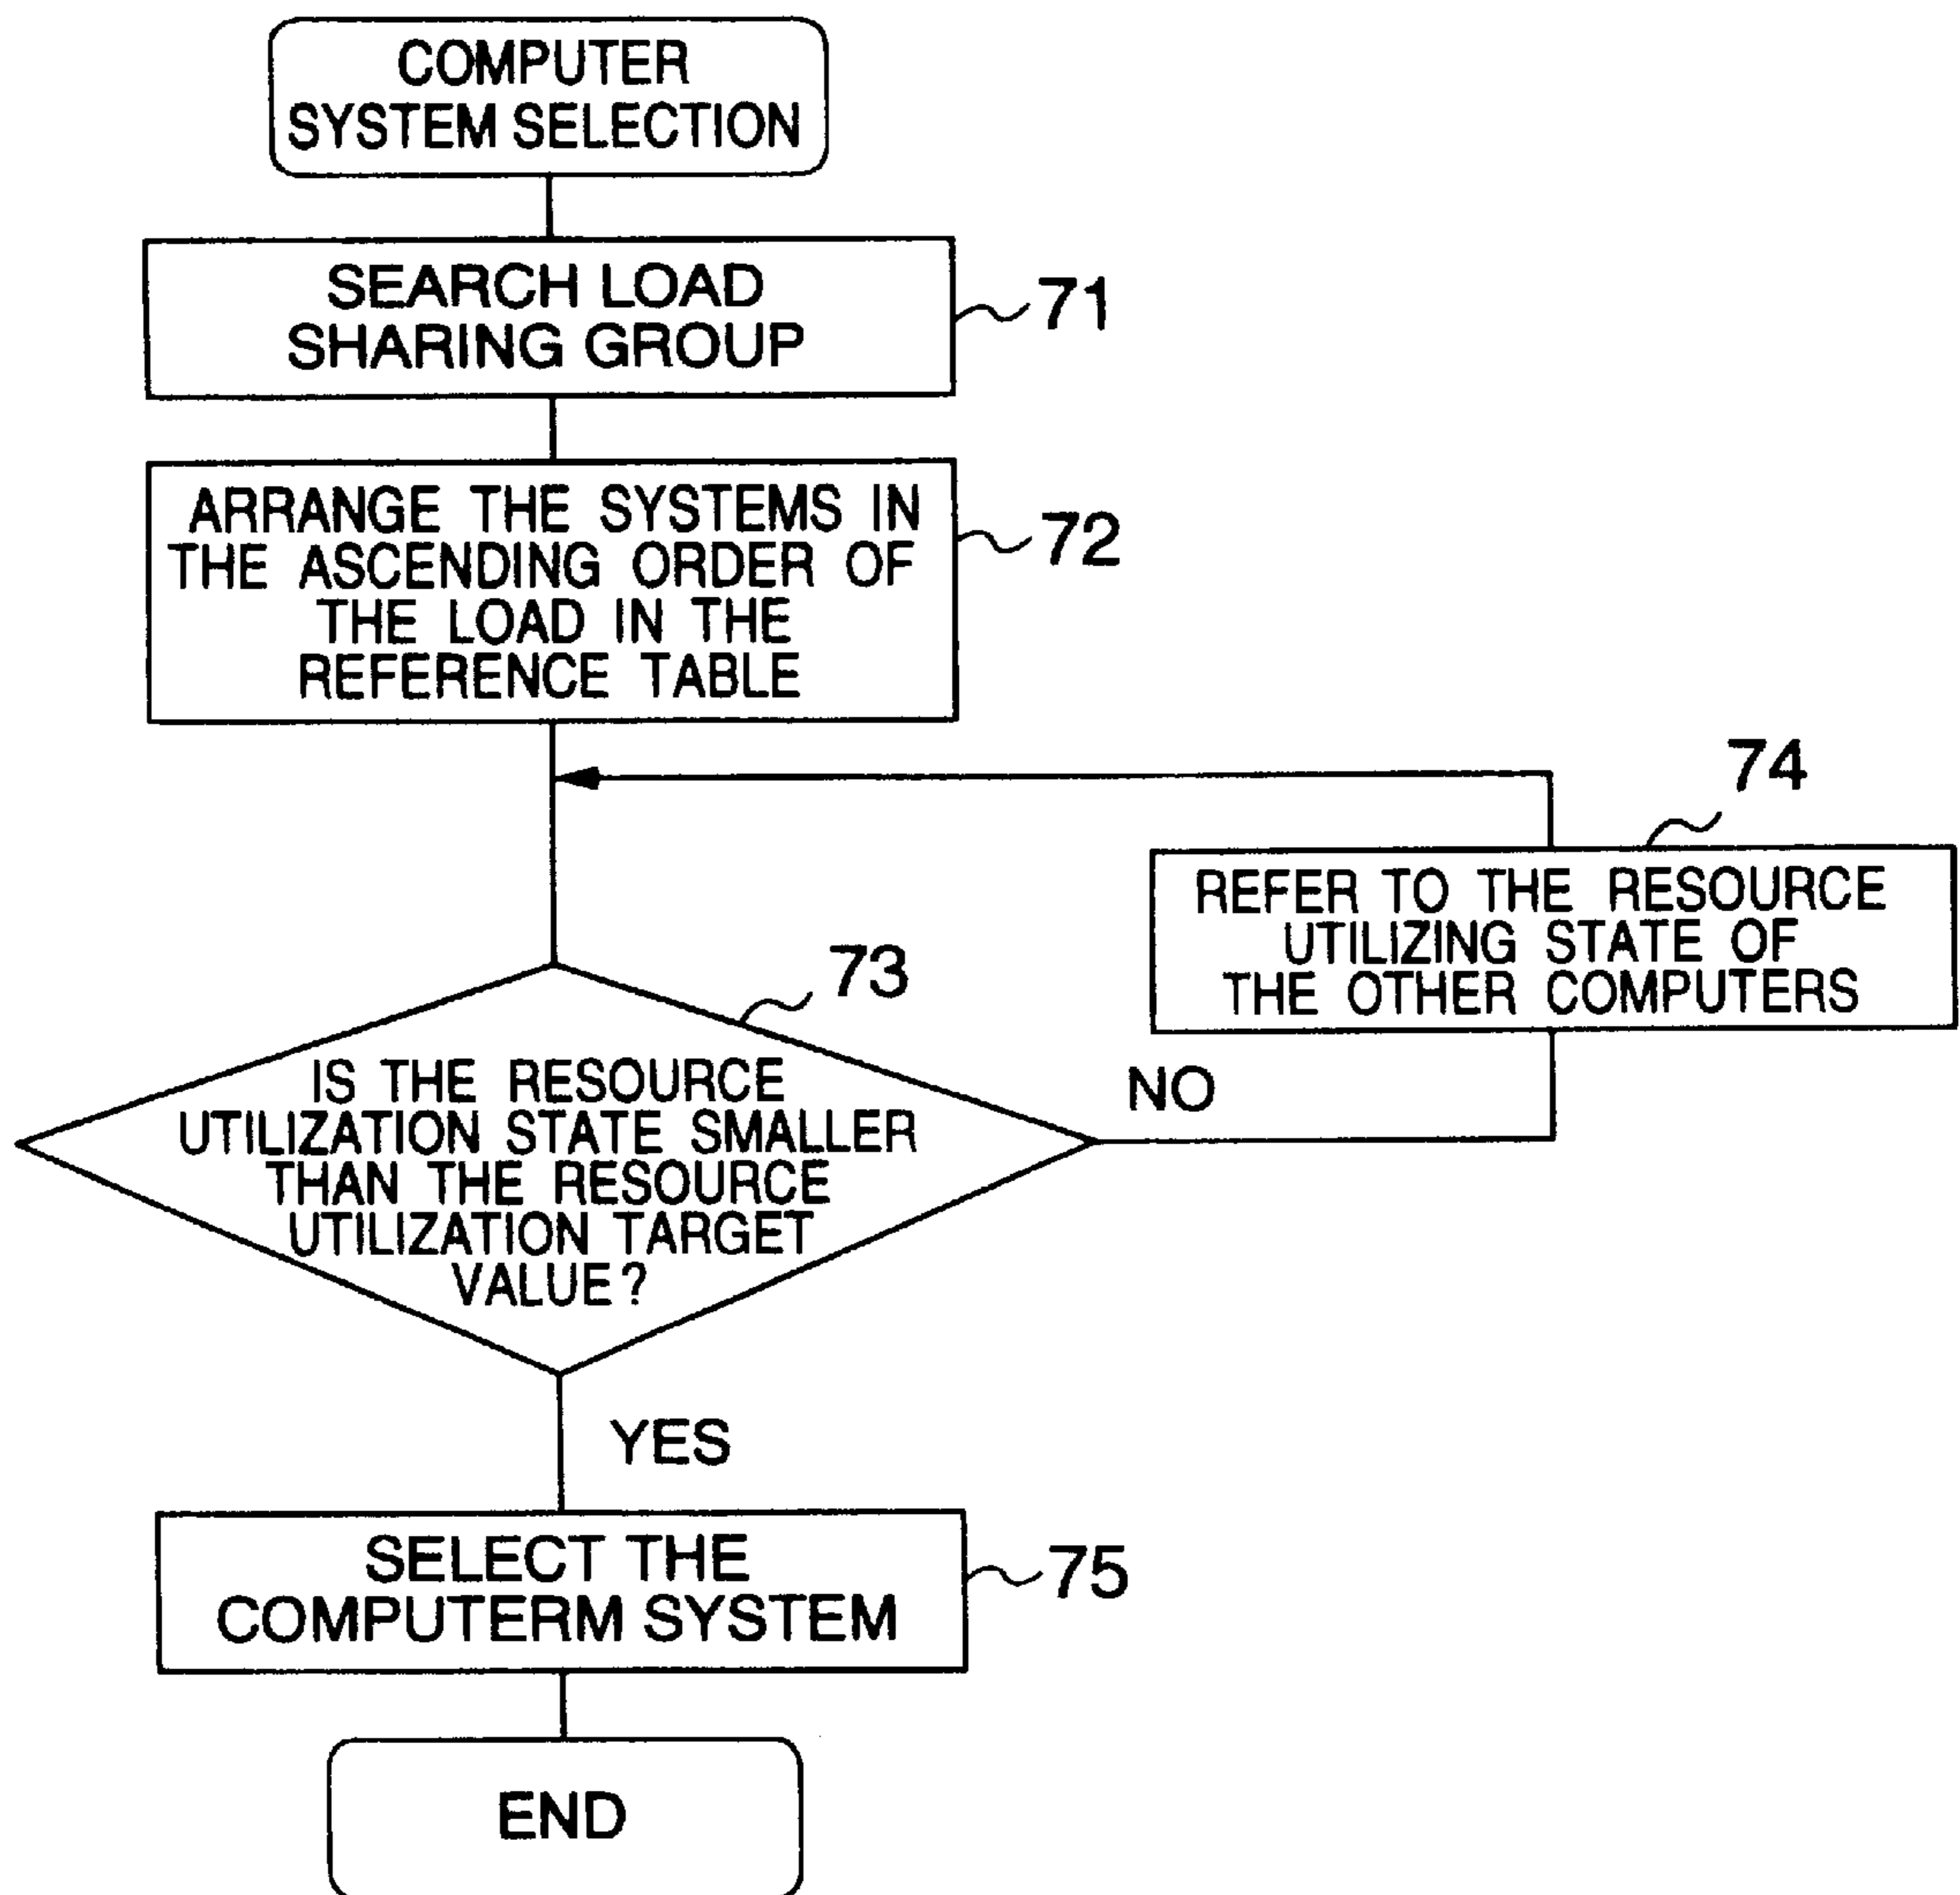 COMPUTER
SYSTEM SELECTION
SEARCH LOAD
SHARING GROUP
71
ARRANGE THE SYSTEMS IN
THE ASCENDING ORDER OF
THE LOAD IN THE
REFERENCE TABLE
72
74
REFER TO THE RESOURCE
UTILIZING STATE OF
THE OTHER COMPUTERS
73
IS THE RESOURCE
UTILIZATION STATE SMALLER
THAN THE RESOURCE
UTILIZATION TARGET
VALUE?
NO
YES
SELECT THE
COMPUTERM SYSTEM
75
END